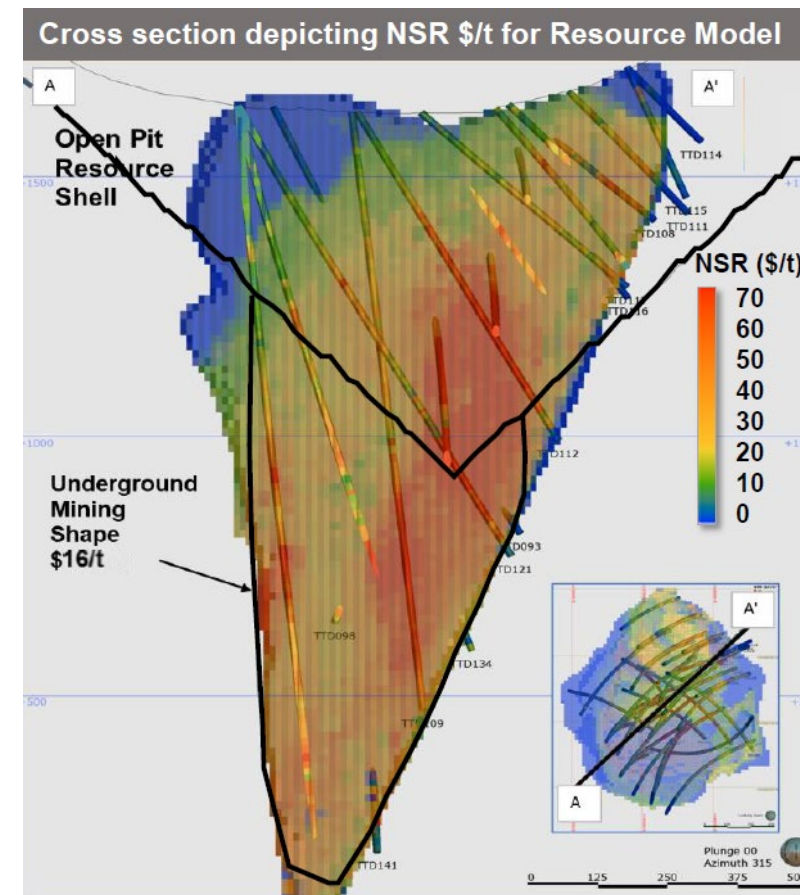 Cross section depicting NSR $/t for Resource Model
A
A'
Open Pit
Resource
Shell
TTD114
1500
TTD111
TTD108
NSR ($/t)
70
60
50
40
30
20
10
0
1000
TTD112
Underground
Mining
Shape
$16/t
TTD121
TTD098
TTD134
500
TTD141
A'
A
Plunge 00
Azimuth 315
0 125 250 375